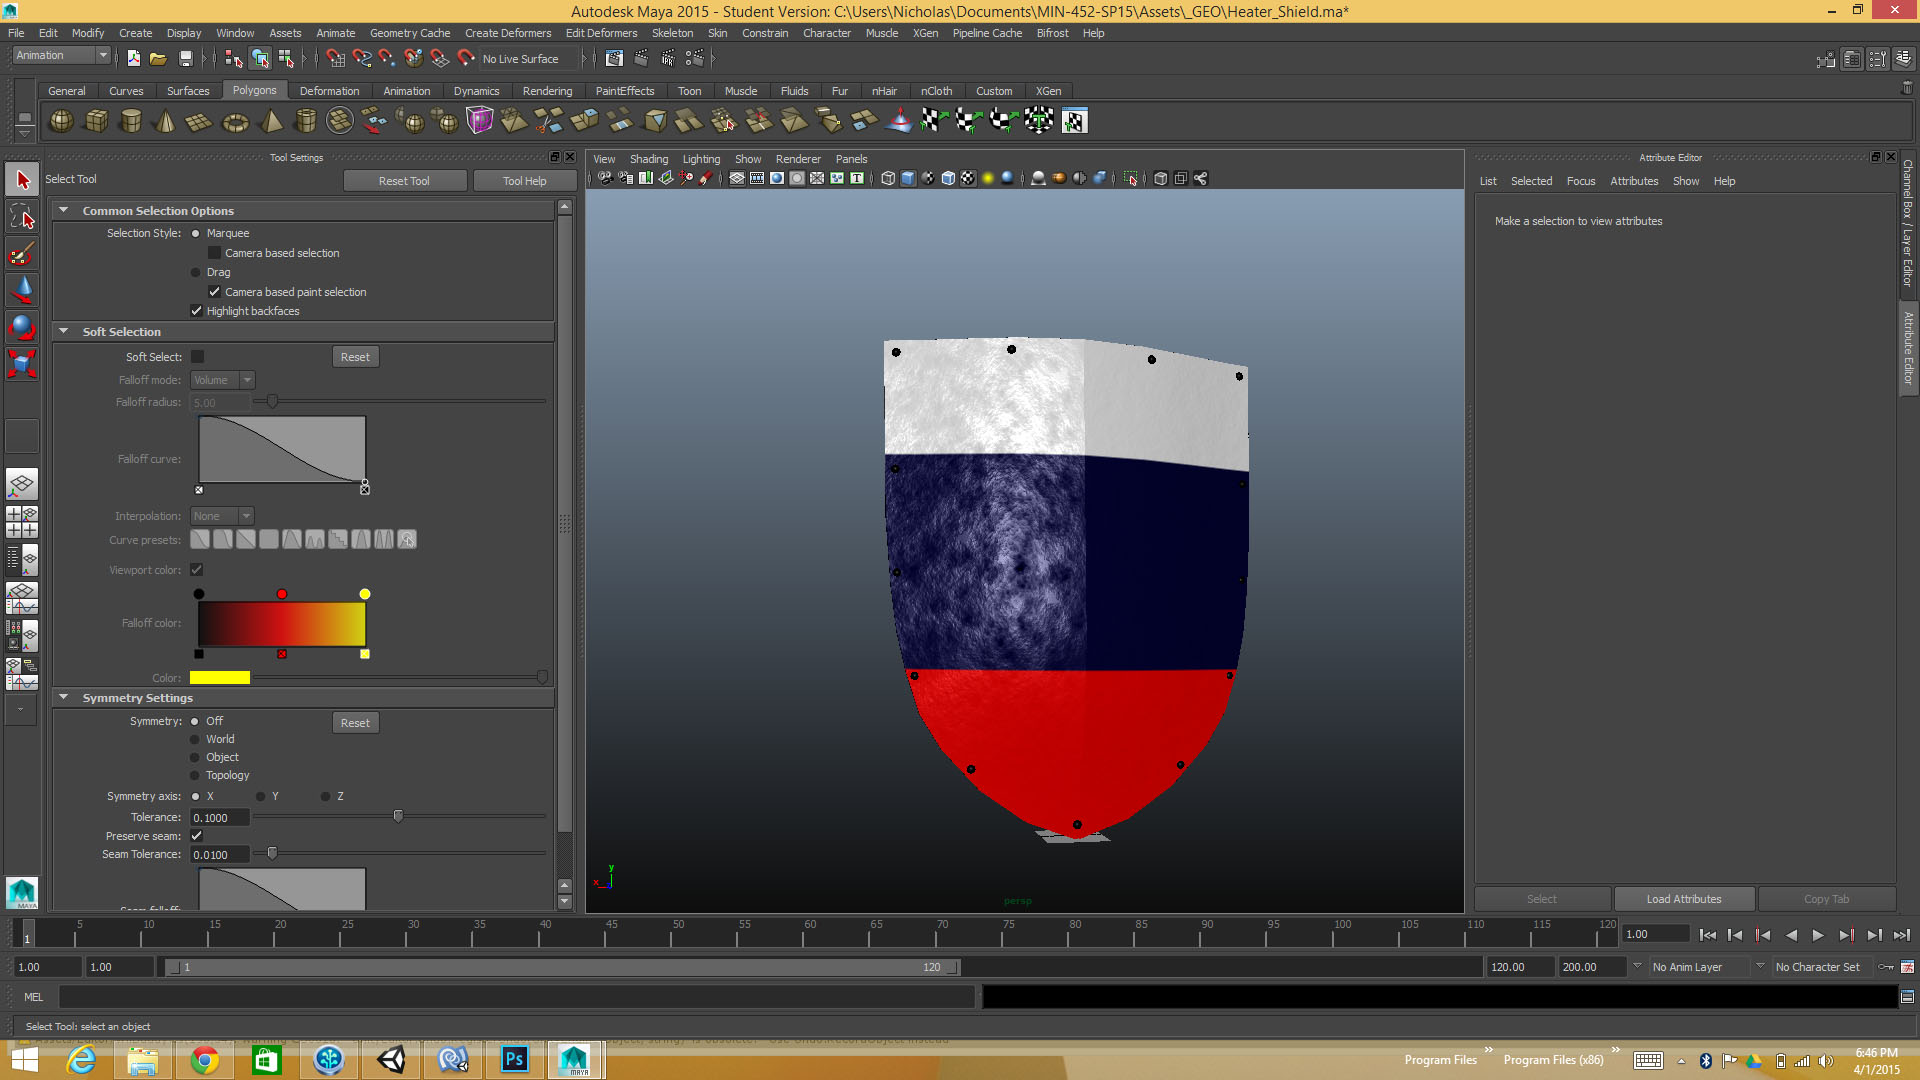 Autodesk Maya 2015 - Student Version: C:\Users\Nicholas\Documents\MIN-452-SP15\Assets\_GEO\Heater_Shield.ma*
File Edit Modify Create Display Window Assets Animate Geometry Cache Create Deformers Edit Deformers Skeleton Skin Constrain Character Muscle XGen Pipeline Cache Bifrost Help
Animation No Live Surface
General Curves Surfaces Polygons Deformation Animation Dynamics Rendering PaintEffects Toon Muscle Fluids Fur nHair nCloth Custom XGen
Tool Settings
Select Tool Reset Tool Tool Help
Common Selection Options
Selection Style: Marquee
Camera based selection
Drag
Camera based paint selection
Highlight backfaces
Soft Selection
Soft Select: Reset
Falloff mode: Volume
Falloff radius: 5.00
Falloff curve:
Interpolation: None
Curve presets:
Viewport color:
Falloff color:
Color:
Symmetry Settings
Symmetry: Off Reset
World
Object
Topology
Symmetry axis: X Y Z
Tolerance: 0.1000
Preserve seam:
Seam Tolerance: 0.0100
Seam falloff:
View Shading Lighting Show Renderer Panels
y
x
persp
Attribute Editor
List Selected Focus Attributes Show Help
Make a selection to view attributes
Channel Box / Layer Editor
Attribute Editor
Select Load Attributes Copy Tab
1 5 10 15 20 25 30 35 40 45 50 55 60 65 70 75 80 85 90 95 100 105 110 115 120 1.00
1.00 1.00 1 120 120.00 200.00 No Anim Layer No Character Set
MEL
Select Tool: select an object
MAYA
Ps
MAYA
Program Files » Program Files (x86) »
6:46 PM
4/1/2015